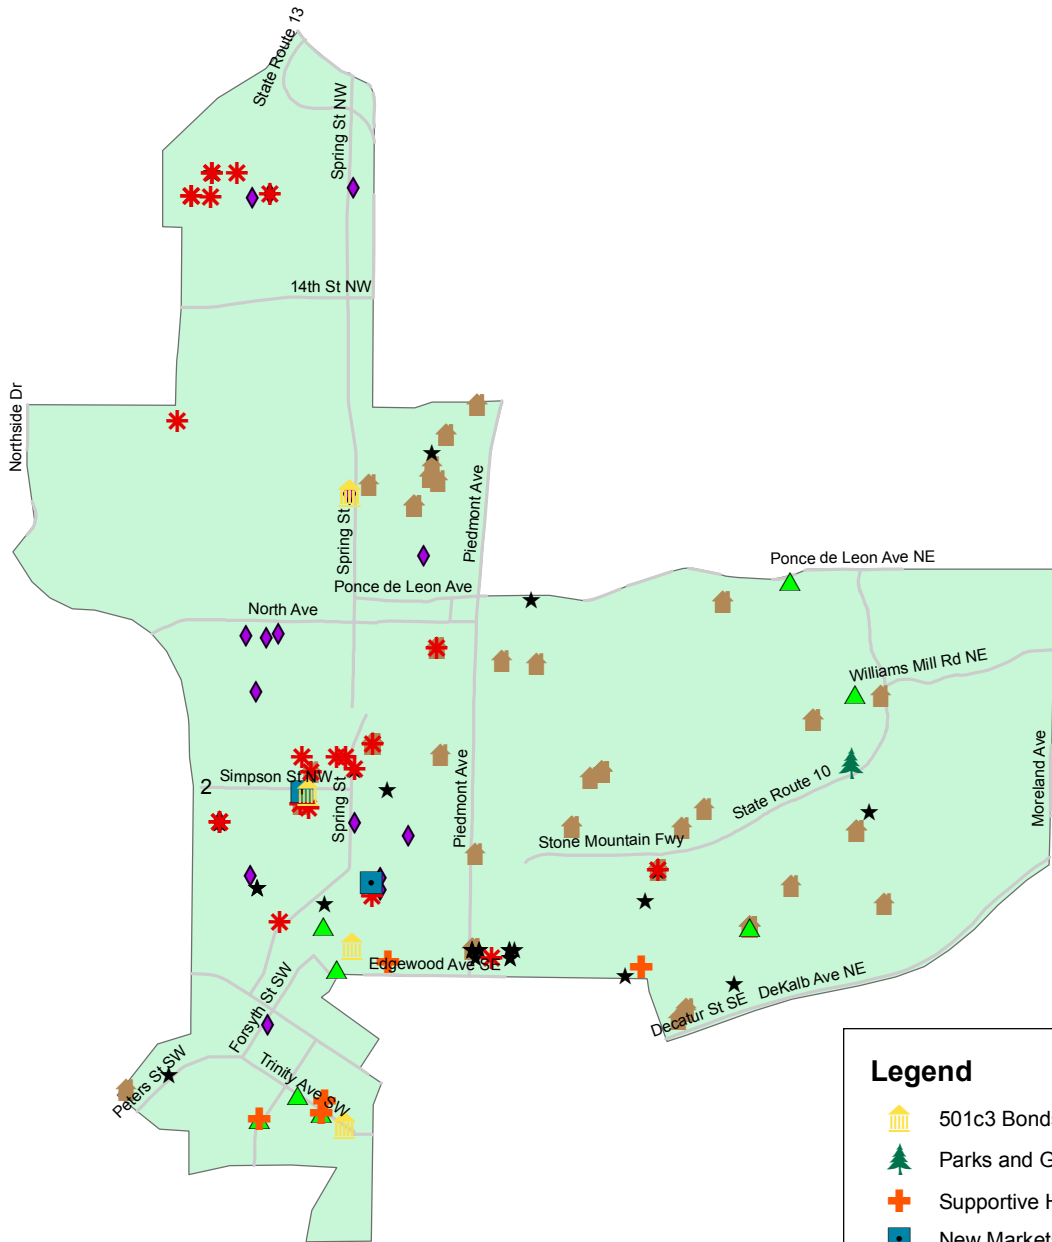 State Route 13
Spring St NW
14th St NW
Northside Dr
Piedmont Ave
Spring St
Ponce de Leon Ave NE
Ponce de Leon Ave
North Ave
Williams Mill Rd NE
Moreland Ave
Simpson St NW
2
Spring St
Piedmont Ave
State Route 10
Stone Mountain Fwy
Edgewood Ave SE
Forsyth St SW
Decatur St SE
DeKalb Ave NE
Peters St SW
Trinity Ave SW
Legend
501c3 Bond
Parks and G
Supportive H
New Market